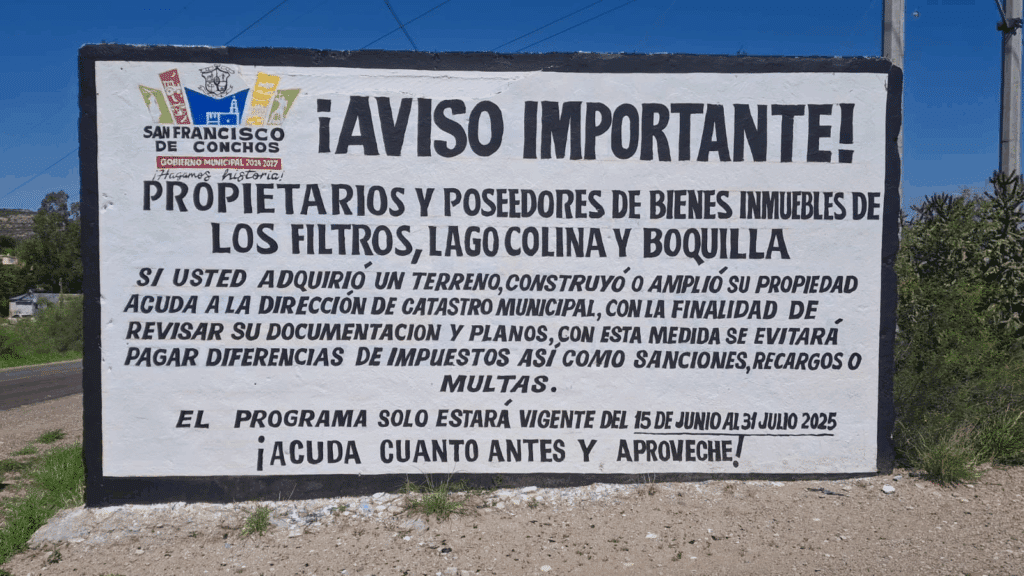 SAN FRANCISCO
DE CONCHOS
GOBIERNO MUNICIPAL 2024-2027
¡Hagamos historia!
¡AVISO IMPORTANTE!
PROPIETARIOS Y POSEEDORES DE BIENES INMUEBLES DE
LOS FILTROS, LAGO COLINA Y BOQUILLA
SI USTED ADQUIRIÓ UN TERRENO, CONSTRUYÓ O AMPLIÓ SU PROPIEDAD
ACUDA A LA DIRECCIÓN DE CATASTRO MUNICIPAL, CON LA FINALIDAD DE
REVISAR SU DOCUMENTACION Y PLANOS, CON ESTA MEDIDA SE EVITARÁ
PAGAR DIFERENCIAS DE IMPUESTOS ASÍ COMO SANCIONES, RECARGOS O
MULTAS.
EL PROGRAMA SOLO ESTARÁ VIGENTE DEL 15 DE JUNIO AL 31 JULIO 2025
¡ACUDA CUANTO ANTES Y APROVECHE!